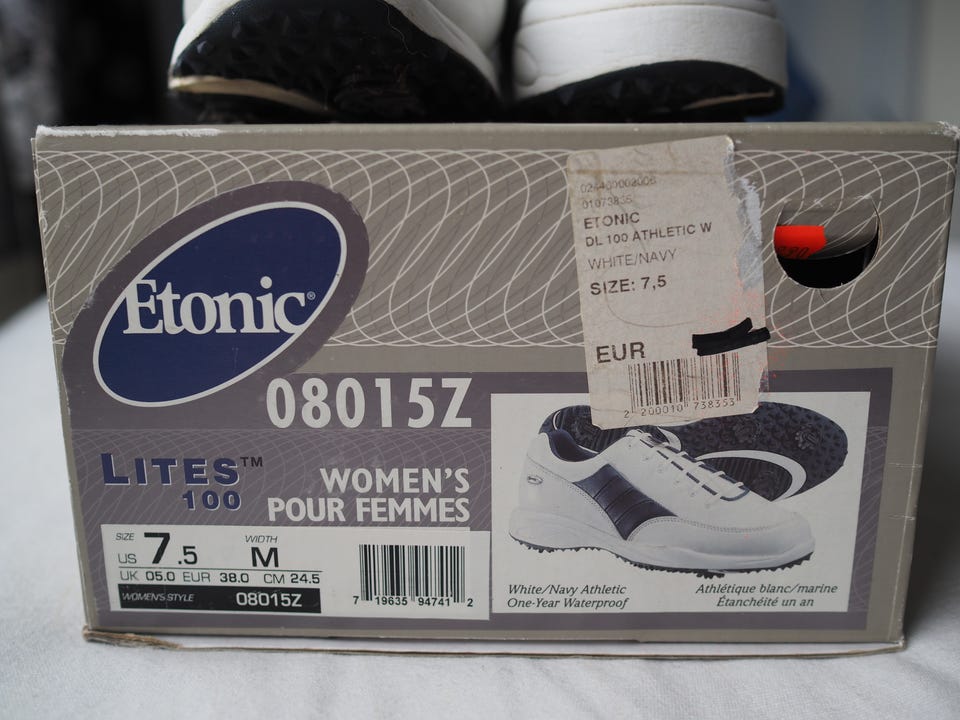 Etonic®
ETONIC
DL 100 ATHLETIC W
WHITE/NAVY
SIZE: 7,5
EUR
2 200010 738353
08015Z
LITES™
100
WOMEN'S
POUR FEMMES
SIZE
WIDTH
US 7.5 M
UK 05.0 EUR 38.0 CM 24.5
WOMEN'S STYLE 08015Z
7 19635 94741 2
White/Navy Athletic
One-Year Waterproof
Athlétique blanc/marine
Étanchéité un an